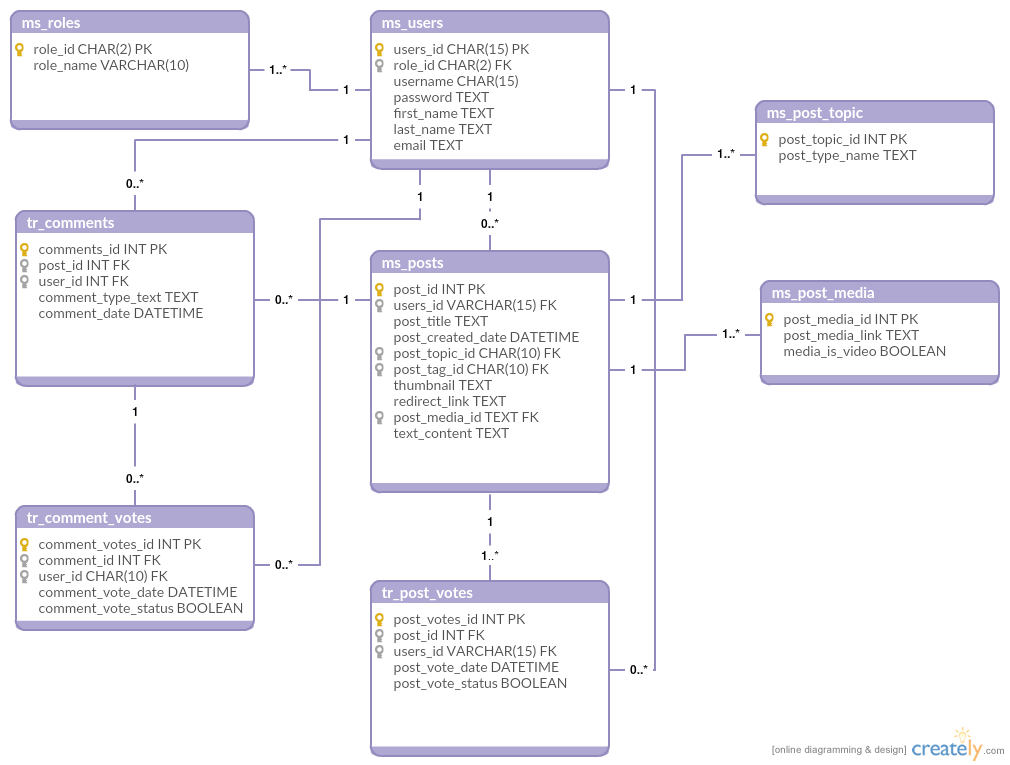 ms_roles
role_id CHAR(2) PK
role_name VARCHAR(10)
1..*
1
ms_users
users_id CHAR(15) PK
role_id CHAR(2) FK
username CHAR(15)
password TEXT
first_name TEXT
last_name TEXT
email TEXT
1
1
1
1
0..*
0..*
1..*
ms_post_topic
post_topic_id INT PK
post_type_name TEXT
tr_comments
comments_id INT PK
post_id INT FK
user_id INT FK
comment_type_text TEXT
comment_date DATETIME
0..*
1
ms_posts
post_id INT PK
users_id VARCHAR(15) FK
post_title TEXT
post_created_date DATETIME
post_topic_id CHAR(10) FK
post_tag_id CHAR(10) FK
thumbnail TEXT
redirect_link TEXT
post_media_id TEXT FK
text_content TEXT
1
1
1..*
ms_post_media
post_media_id INT PK
post_media_link TEXT
media_is_video BOOLEAN
1
0..*
tr_comment_votes
comment_votes_id INT PK
comment_id INT FK
user_id CHAR(10) FK
comment_vote_date DATETIME
comment_vote_status BOOLEAN
0..*
1
1..*
tr_post_votes
post_votes_id INT PK
post_id INT FK
users_id VARCHAR(15) FK
post_vote_date DATETIME
post_vote_status BOOLEAN
0..*
[online diagramming & design] creately.com